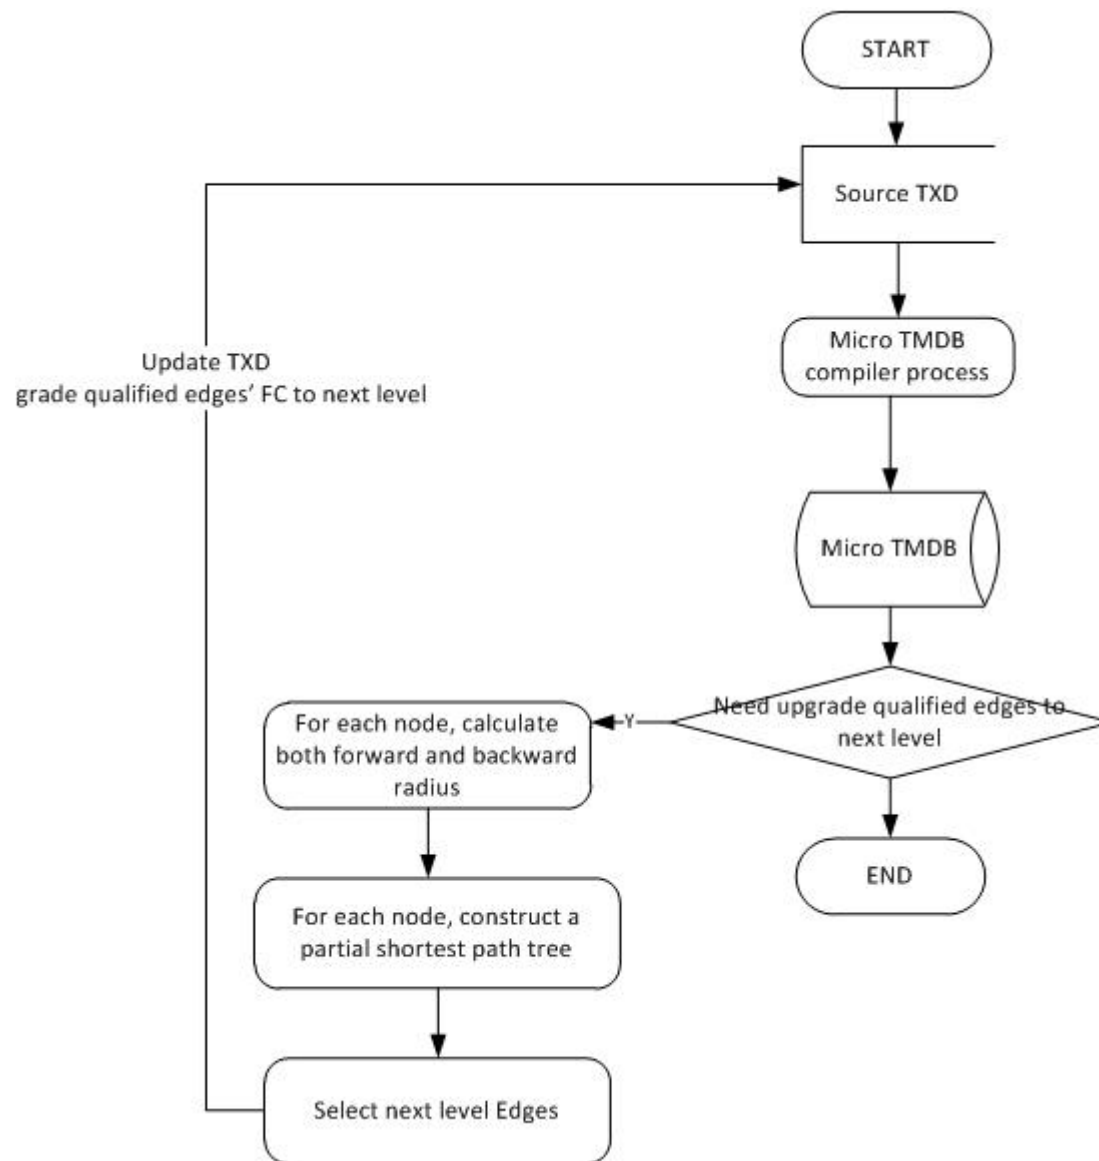 START
Source TXD
Micro TMDB
compiler process
Micro TMDB
Need upgrade qualified edges to
next level
Y
END
For each node, calculate
both forward and backward
radius
For each node, construct a
partial shortest path tree
Select next level Edges
Update TXD
grade qualified edges’ FC to next level